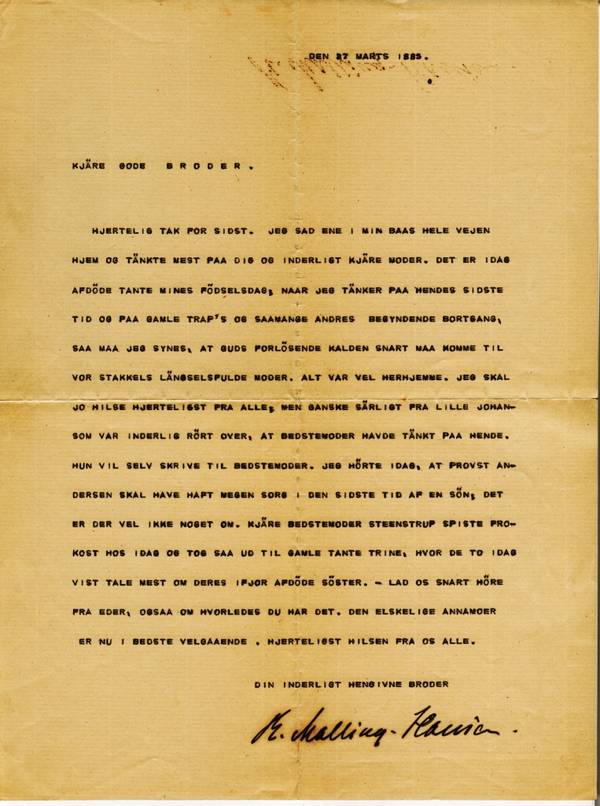 DEN 27 MARTS 1885.
KJÄRE GODE BRODER.
HJERTELIG TAK FOR SIDST. JEG SAD ENE I MIN BAAS HELE VEJEN
HJEM OG TÄNKTE MEST PAA DIG OG INDERLIGT KJÄRE MODER. DET ER IDAG
AFDÖDE TANTE MINES FÖDSELSDAG, NAAR JEG TÄNKER PAA HENDES SIDSTE
TID OG PAA GAMLE TRAP'S OG SAAMANGE ANDRES BEGYNDENDE BORTGANG,
SAA MAA JEG SYNES, AT GUDS FORLÖSENDE KALDEN SNART MAA KOMME TIL
VOR STAKKELS LÄNGSELSFULDE MODER. ALT VAR VEL HERHJEMME. JEG SKAL
JO HILSE HJERTELIGST FRA ALLE, MEN GANSKE SÄRLIGT FRA LILLE JOHAN-
SOM VAR INDERLIG RÖRT OVER, AT BEDSTEMODER HAVDE TÄNKT PAA HENDE.
HUN VIL SELV SKRIVE TIL BEDSTEMODER. JEG HÖRTE IDAG, AT PROVST AN-
DERSEN SKAL HAVE HAFT MEGEN SORG I DEN SIDSTE TID AF EN SÖN, DET
ER DER VEL IKKE NOGET OM. KJÄRE BEDSTEMODER STEENSTRUP SPISTE FRO-
KOST HOS IDAG OG TOG SAA UD TIL GAMLE TANTE TRINE, HVOR DE TO IDAG
VIST TALE MEST OM DERES IFJOR AFDÖDE SÖSTER. - LAD OS SNART HÖRE
FRA EDER, OGSAA OM HVORLEDES DU HAR DET. DEN ELSKELIGE ANNAMOER
ER NU I BEDSTE VELGAAENDE . HJERTELIGST HILSEN FRA OS ALLE.
DIN INDERLIGT HENGIVNE BRODER
R. Malling-Hansen.